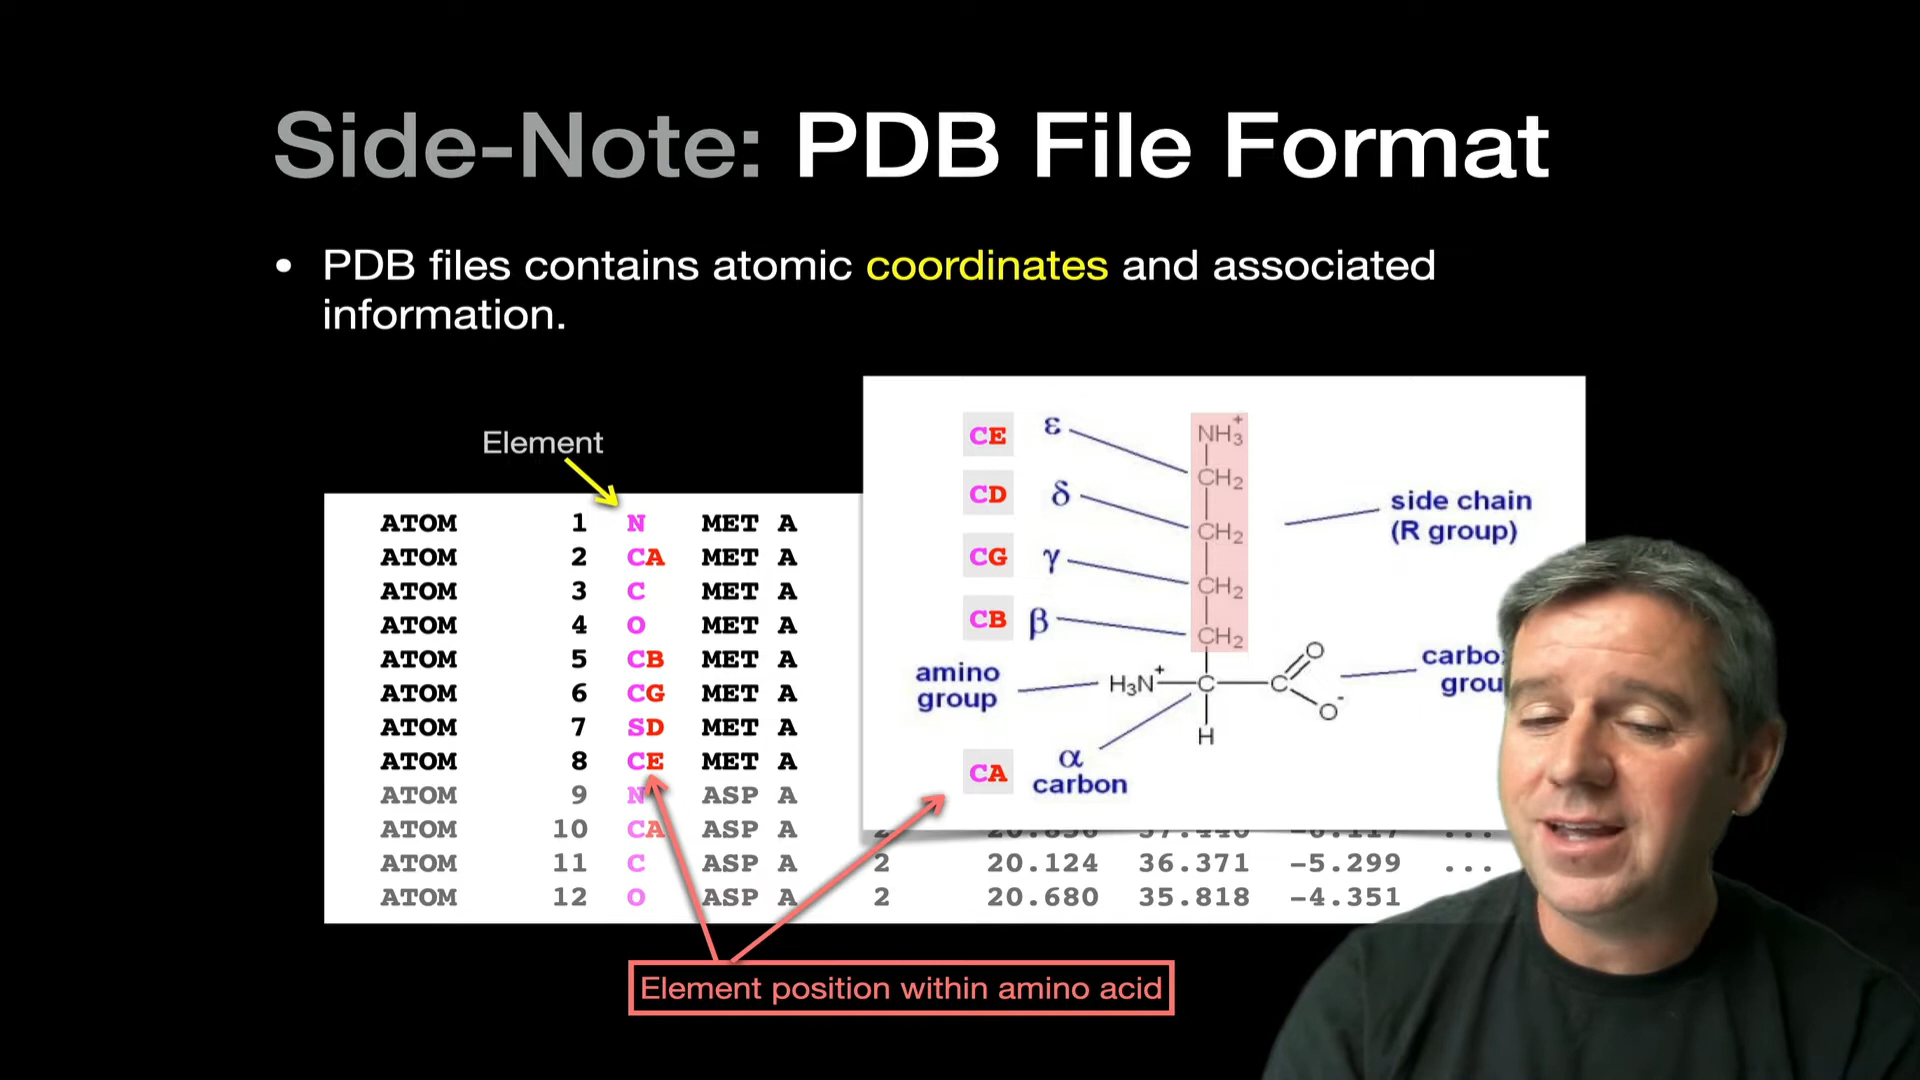 Side-Note: PDB File Format
• PDB files contains atomic coordinates and associated
information.
Element
ATOM 1 N MET A
ATOM 2 CA MET A
ATOM 3 C MET A
ATOM 4 O MET A
ATOM 5 CB MET A
ATOM 6 CG MET A
ATOM 7 SD MET A
ATOM 8 CE MET A
ATOM 9 N ASP A
ATOM 10 CA ASP A
ATOM 11 C ASP A 2 20.124 36.371 -5.299 ...
ATOM 12 O ASP A 2 20.680 35.818 -4.351
CE ε NH3+
CH2
CD δ
CH2
side chain
(R group)
CG γ
CH2
CB β
CH2
amino
group
H3N+ C C O O-
H
CA α
carbon
Element position within amino acid